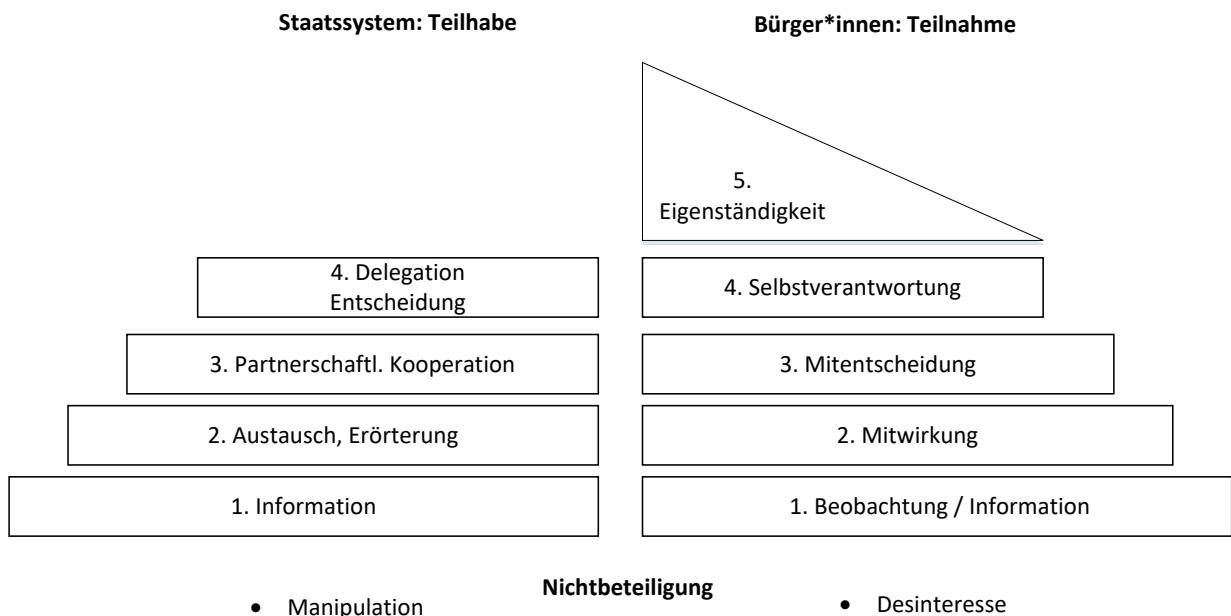 Staatssystem: Teilhabe
Bürger*innen: Teilnahme
5.
Eigenständigkeit
4. Delegation
Entscheidung
4. Selbstverantwortung
3. Partnerschaftl. Kooperation
3. Mitentscheidung
2. Austausch, Erörterung
2. Mitwirkung
1. Information
1. Beobachtung / Information
Nichtbeteiligung
• Manipulation
• Desinteresse